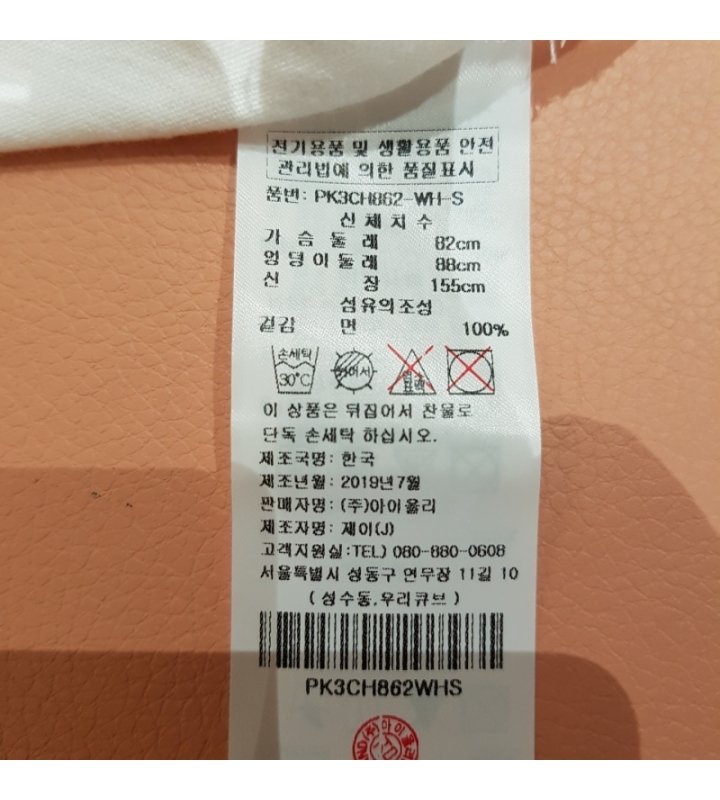 전기용품 및 생활용품 안전
관리법에 의한 품질표시
품번: PK3CH862-WH-S
신체치수
가슴둘레 82cm
엉덩이둘레 88cm
신장 155cm
섬유의조성
겉감 면 100%
손세탁
30°C
이 상품은 뒤집어서 찬물로
단독 손세탁 하십시오.
제조국명: 한국
제조년월: 2019년7월
판매자명: (주)아이올리
제조자명: 제이(J)
고객지원실:TEL) 080-880-0608
서울특별시 성동구 연무장 11길 10
(성수동,우리큐브)
PK3CH862WHS
(주)아이올리